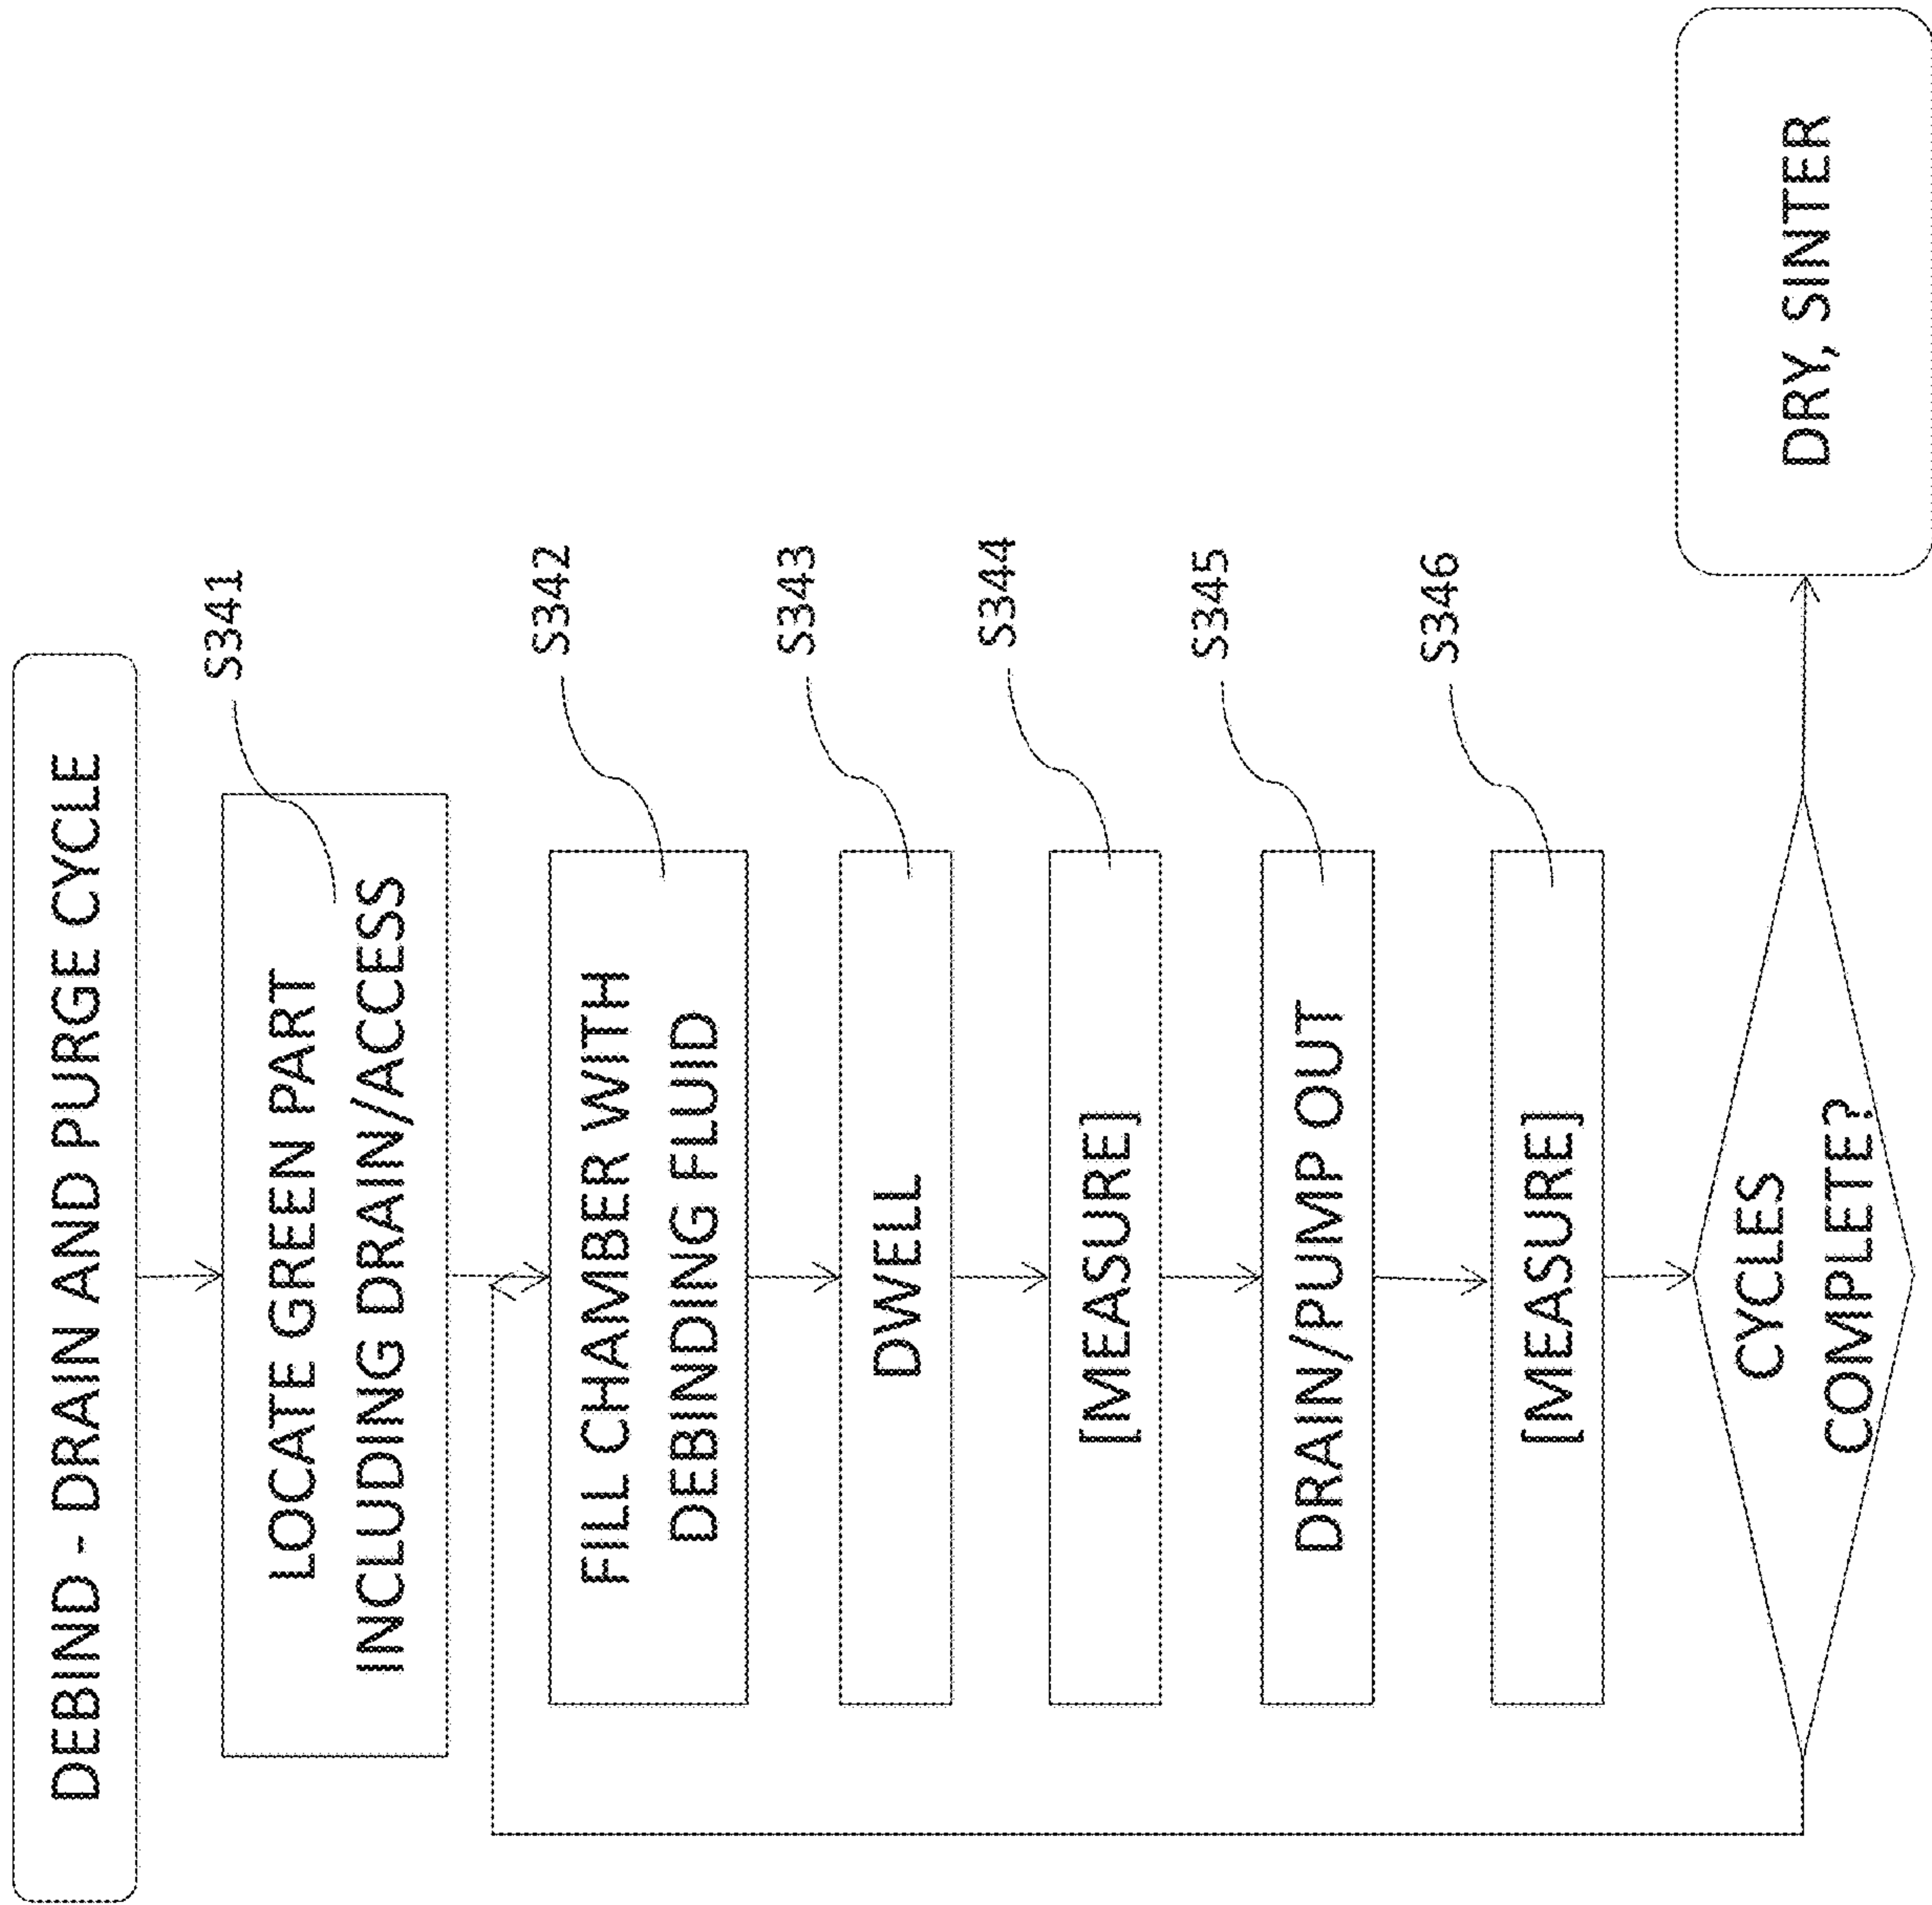 DEBIND - DRAIN AND PURGE CYCLE
S341
LOCATE GREEN PART
INCLUDING DRAIN/ACCESS
S342
FILL CHAMBER WITH
DEBINDING FLUID
S343
DWELL
S344
[MEASURE]
S345
DRAIN/PUMP OUT
S346
[MEASURE]
CYCLES
COMPLETE?
DRY, SINTER